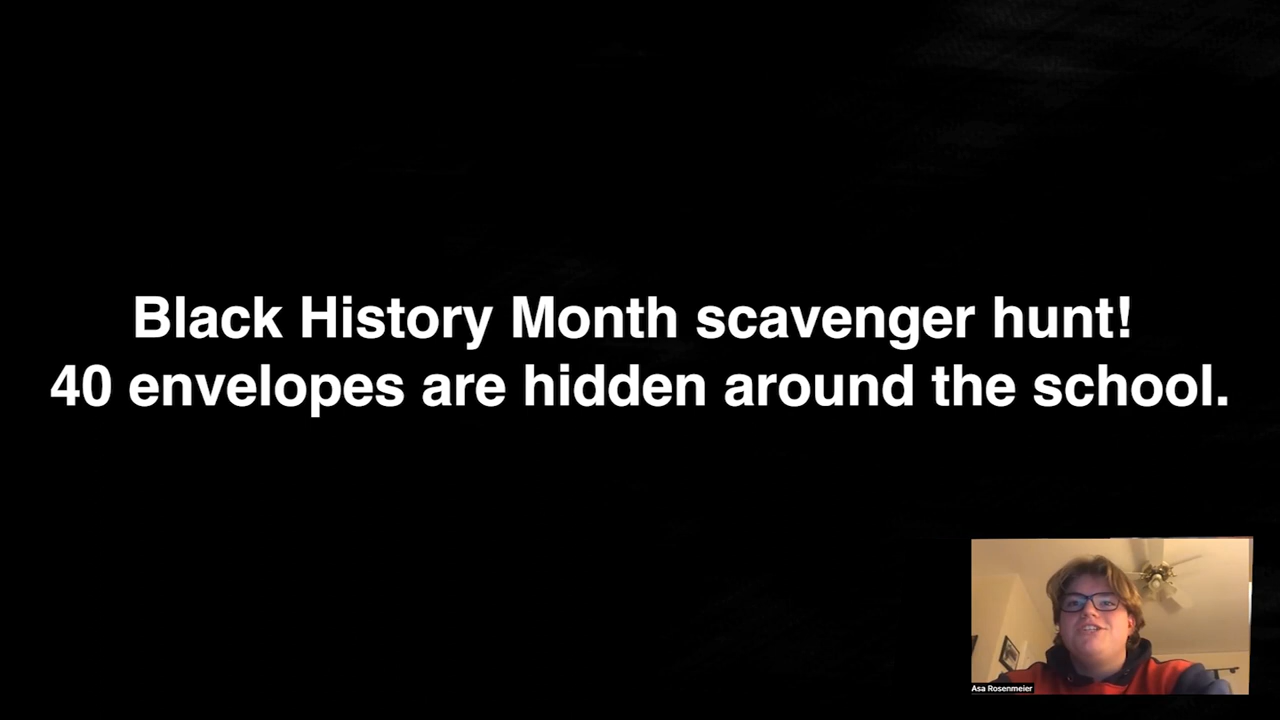 Black History Month scavenger hunt!
40 envelopes are hidden around the school.
Asa Rosenmeier